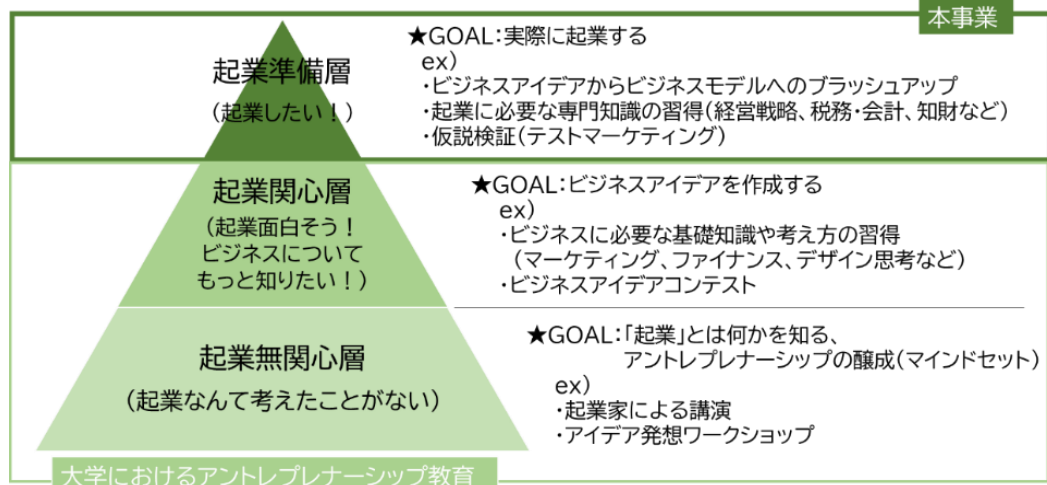 本事業
起業準備層
(起業したい！)
★GOAL：実際に起業する
ex)
・ビジネスアイデアからビジネスモデルへのブラッシュアップ
・起業に必要な専門知識の習得(経営戦略、税務・会計、知財など)
・仮説検証(テストマーケティング)
起業関心層
(起業面白そう！
ビジネスについて
もっと知りたい！)
★GOAL：ビジネスアイデアを作成する
ex)
・ビジネスに必要な基礎知識や考え方の習得
(マーケティング、ファイナンス、デザイン思考など)
・ビジネスアイデアコンテスト
起業無関心層
(起業なんて考えたことがない)
★GOAL：「起業」とは何かを知る、
アントレプレナーシップの醸成(マインドセット)
ex)
・起業家による講演
・アイデア発想ワークショップ
大学におけるアントレプレナーシップ教育